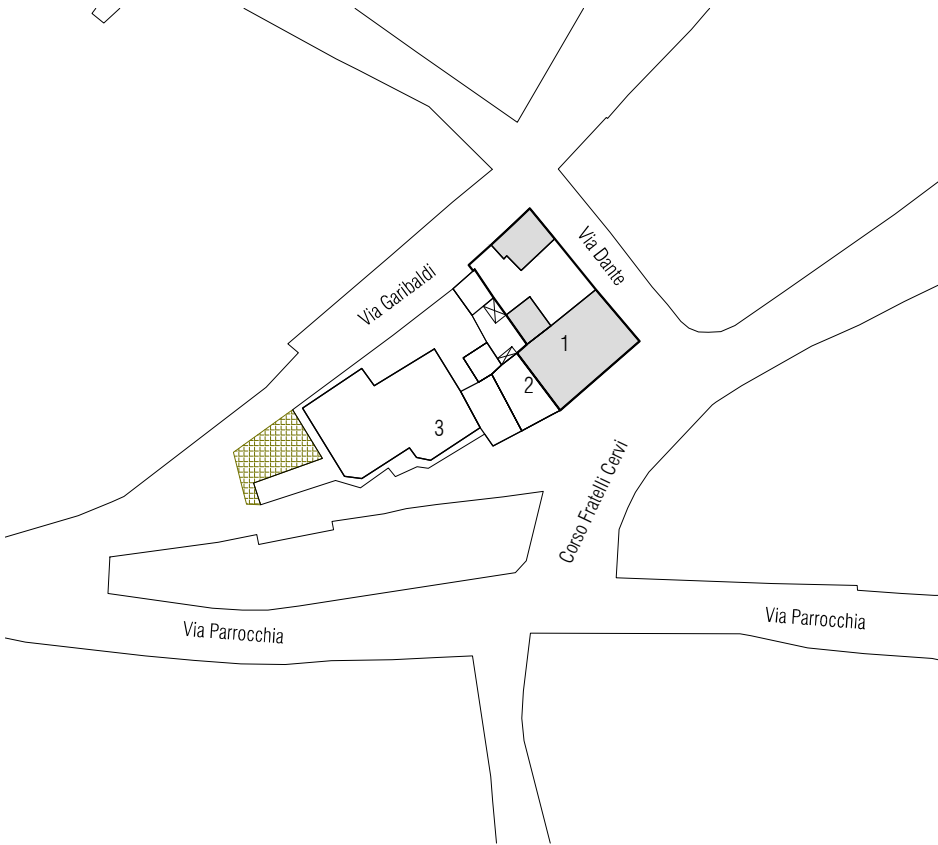 Via Dante
Via Garibaldi
1
2
3
Corso Fratelli Cervi
Via Parrocchia
Via Parrocchia